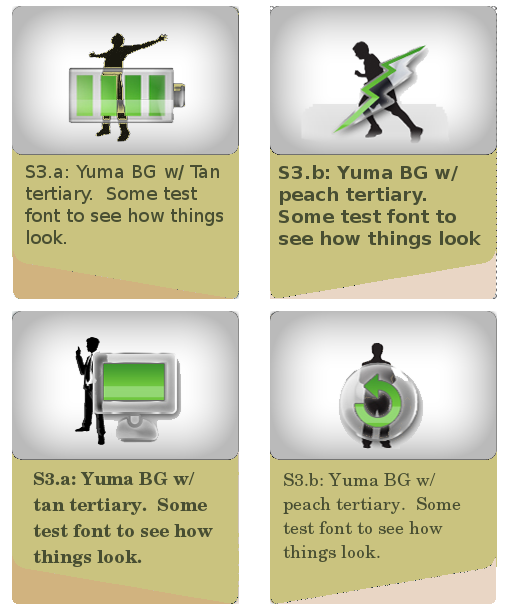 S3.a: Yuma BG w/ Tan
tertiary.  Some test
font to see how things
look.
S3.b: Yuma BG w/
peach tertiary.
Some test font to
see how things look
S3.a: Yuma BG w/
tan tertiary.  Some
test font to see how
things look.
S3.b: Yuma BG w/
peach tertiary.  Some
test font to see how
things look.